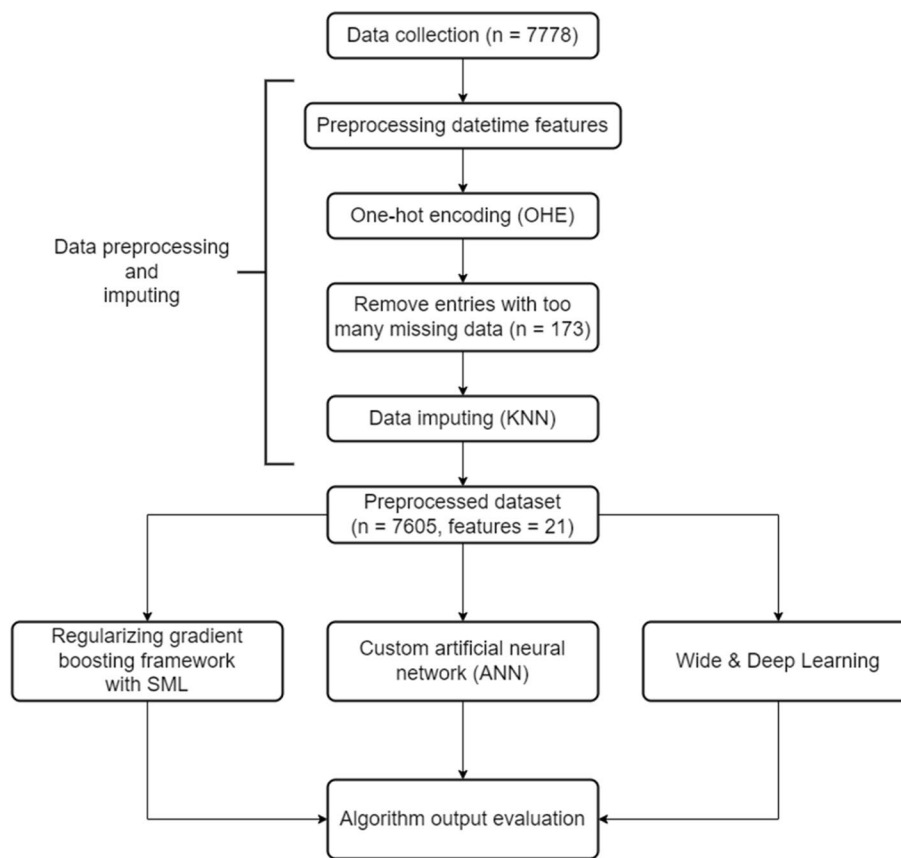 Data collection (n = 7778)
Preprocessing datetime features
One-hot encoding (OHE)
Data preprocessing
and
imputing
Remove entries with too
many missing data (n = 173)
Data imputing (KNN)
Preprocessed dataset
(n = 7605, features = 21)
Regularizing gradient
boosting framework
with SML
Custom artificial neural
network (ANN)
Wide & Deep Learning
Algorithm output evaluation